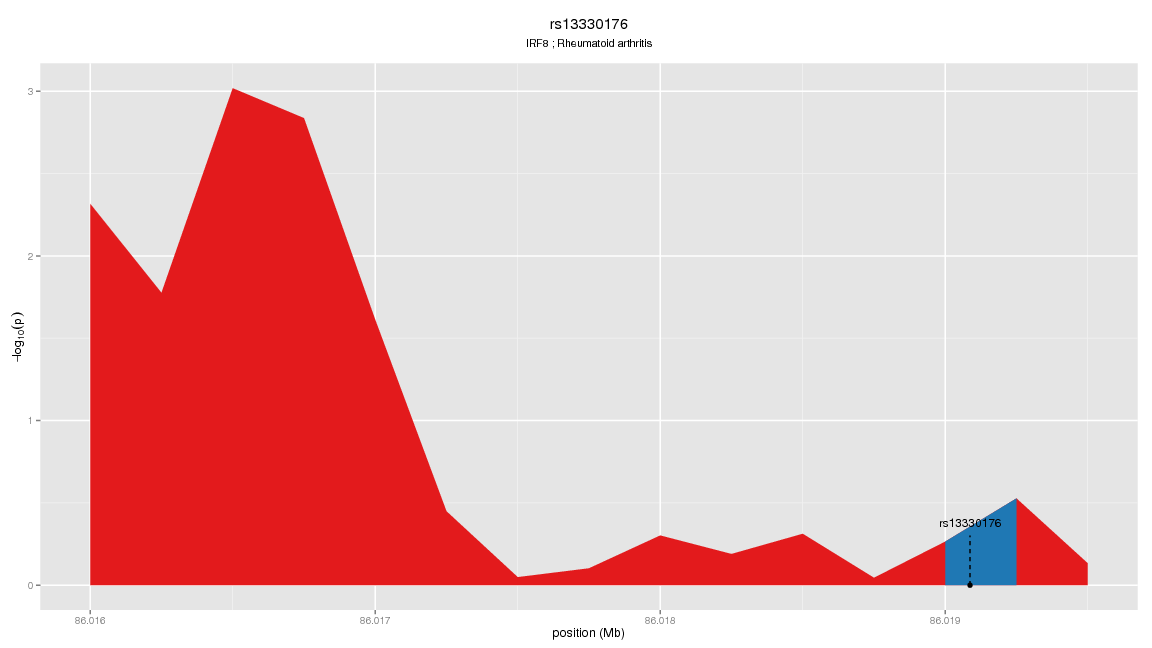 rs13330176
IRF8 ; Rheumatoid arthritis
3
2
1
0
−log10(p)
rs13330176
86.016 86.017 86.018 86.019
position (Mb)